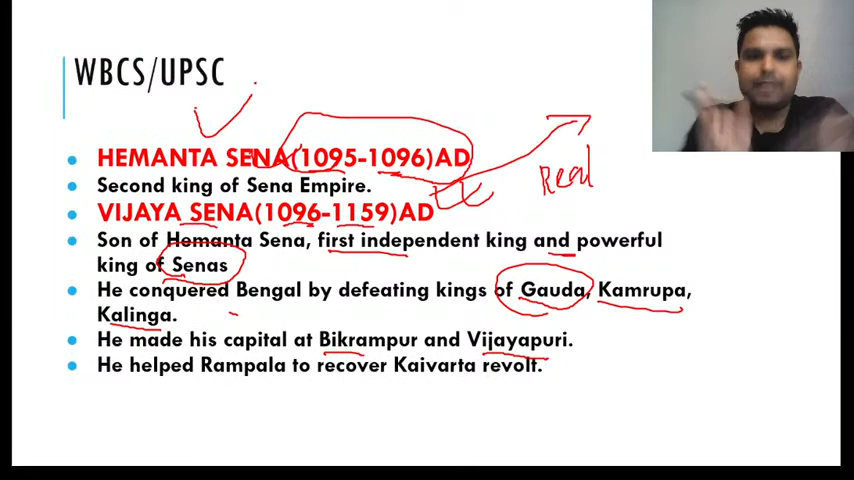 WBCS/UPSC
HEMANTA SENA(1095-1096)AD
Real
Second king of Sena Empire.
VIJAYA SENA(1096-1159)AD
Son of Hemanta Sena, first independent king and powerful
king of Senas
He conquered Bengal by defeating kings of Gauda, Kamrupa,
Kalinga.
He made his capital at Bikrampur and Vijayapuri.
He helped Rampala to recover Kaivarta revolt.